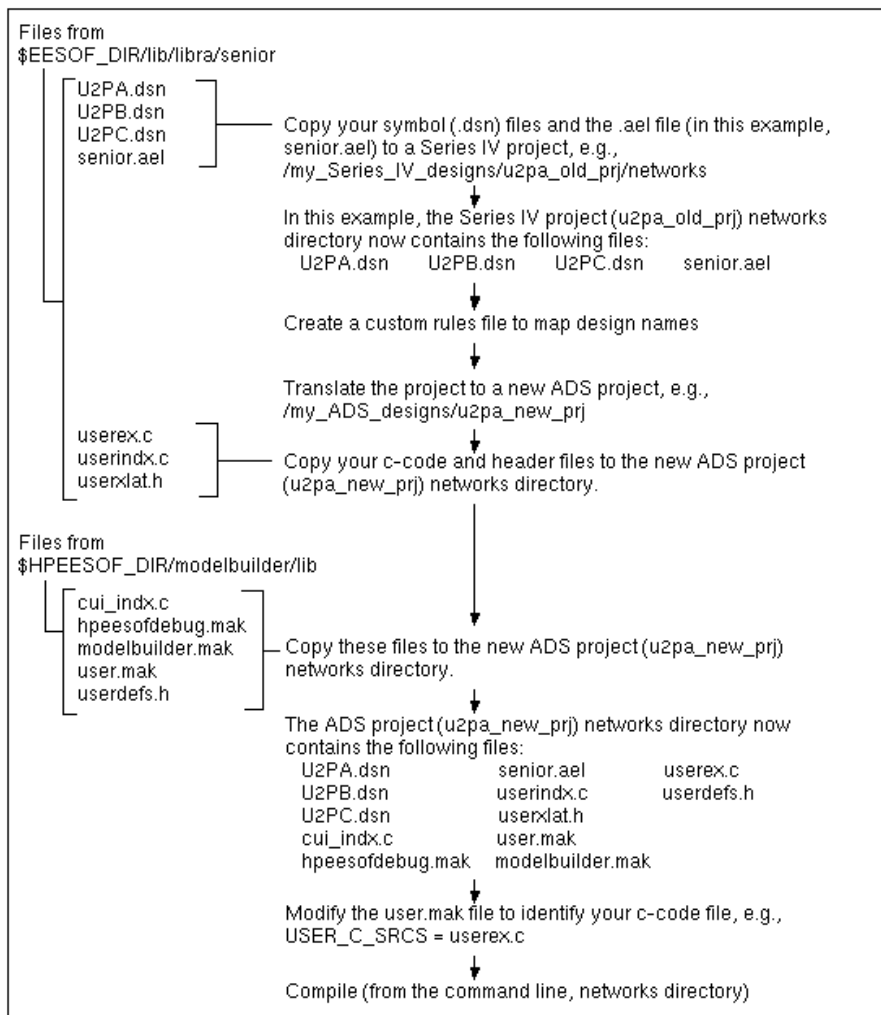 Files from
$EESOF_DIR/lib/libra/senior
U2PA.dsn
U2PB.dsn
U2PC.dsn
senior.ael
Copy your symbol (.dsn) files and the .ael file (in this example,
senior.ael) to a Series IV project, e.g.,
/my_Series_IV_designs/u2pa_old_prj/networks
In this example, the Series IV project (u2pa_old_prj) networks
directory now contains the following files:
U2PA.dsn U2PB.dsn U2PC.dsn senior.ael
Create a custom rules file to map design names
Translate the project to a new ADS project, e.g.,
/my_ADS_designs/u2pa_new_prj
userex.c
userindx.c
userxlat.h
Copy your c-code and header files to the new ADS project
(u2pa_new_prj) networks directory.
Files from
$HPEESOF_DIR/modelbuilder/lib
cui_indx.c
hpeesofdebug.mak
modelbuilder.mak
user.mak
userdefs.h
Copy these files to the new ADS project (u2pa_new_prj)
networks directory.
The ADS project (u2pa_new_prj) networks directory now
contains the following files:
U2PA.dsn senior.ael userex.c
U2PB.dsn userindx.c userdefs.h
U2PC.dsn userxlat.h
cui_indx.c user.mak
hpeesofdebug.mak modelbuilder.mak
Modify the user.mak file to identify your c-code file, e.g.,
USER_C_SRCS = userex.c
Compile (from the command line, networks directory)